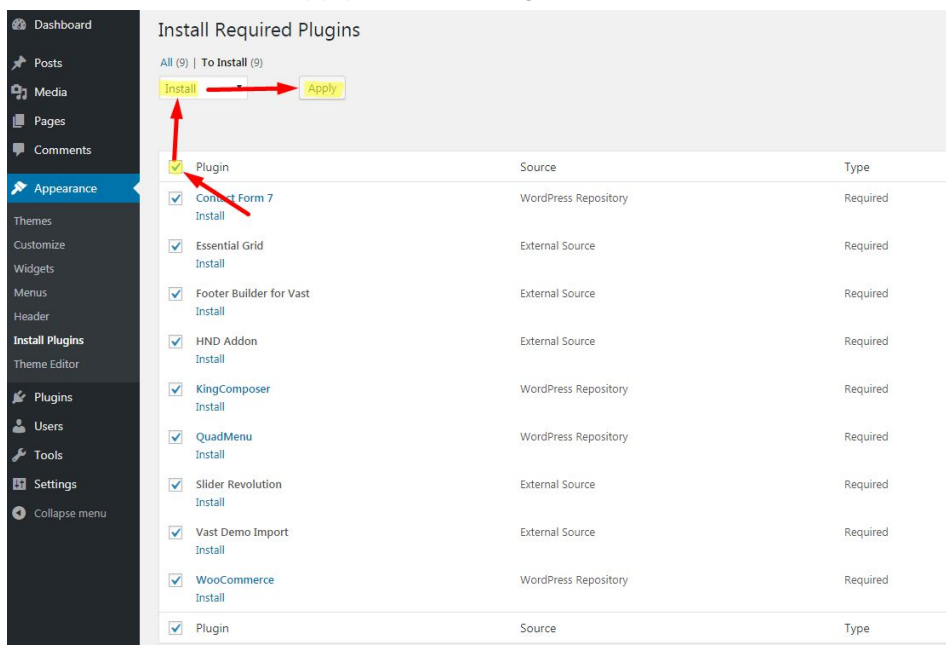 Dashboard
Posts
Media
Pages
Comments
Appearance
Themes
Customize
Widgets
Menus
Header
Install Plugins
Theme Editor
Plugins
Users
Tools
Settings
Collapse menu
Install Required Plugins
All (9) | To Install (9)
Install Apply
Plugin Source Type
Contact Form 7 WordPress Repository Required
Install
Essential Grid External Source Required
Install
Footer Builder for Vast External Source Required
Install
HND Addon External Source Required
Install
KingComposer WordPress Repository Required
Install
QuadMenu WordPress Repository Required
Install
Slider Revolution External Source Required
Install
Vast Demo Import External Source Required
Install
WooCommerce WordPress Repository Required
Install
Plugin Source Type